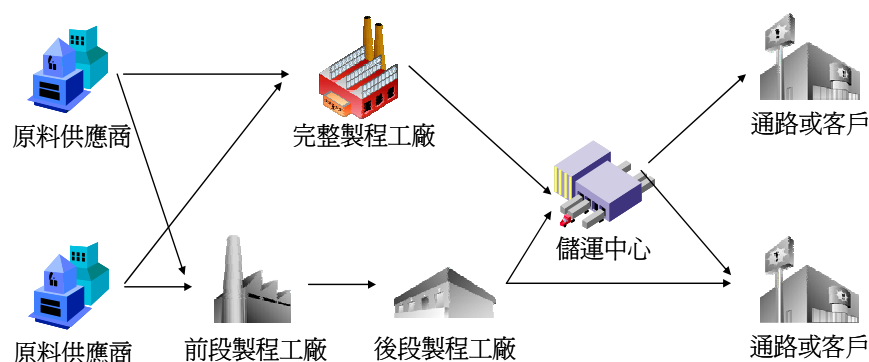 原料供應商
完整製程工廠
通路或客戶
儲運中心
原料供應商
前段製程工廠
後段製程工廠
通路或客戶